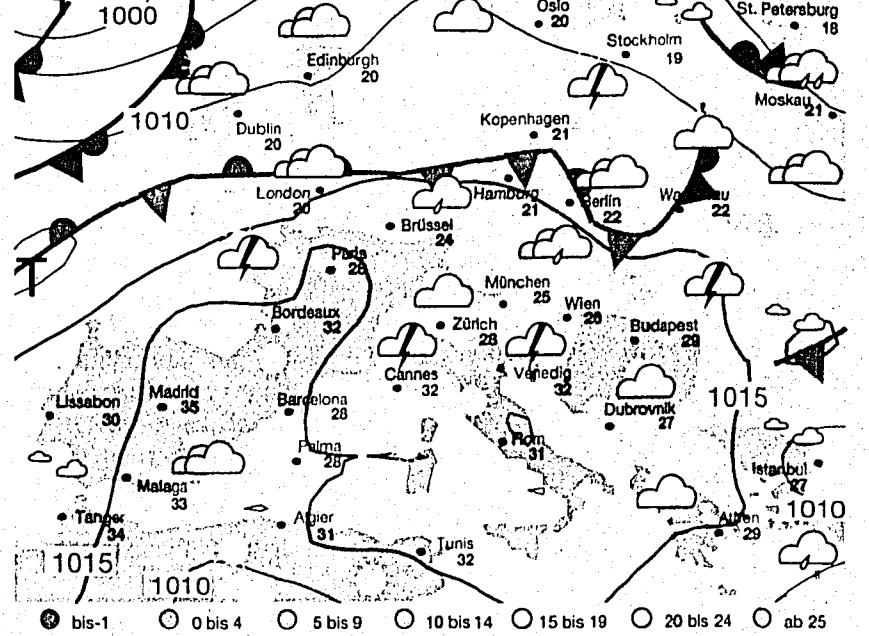 1000
Oslo
20
St. Petersburg
18
Stockholm
19
Edinburgh
20
Moskau
21
1010
Dublin
20
Kopenhagen
21
London
20
Hamburg
21
Berlin
22
22
Brüssel
24
T
Paris
28
München
25
Wien
26
Bordeaux
32
Zürich
28
Budapest
29
Cannes
32
Venedig
32
1015
Lissabon
30
Madrid
35
Barcelona
28
Dubrovnik
27
Rom
31
Palma
28
Malaga
33
Istanbul
27
1010
Tanger
34
Algier
31
Athen
29
Tunis
32
1015
1010
bis-1
0 bis 4
5 bis 9
10 bis 14
15 bis 19
20 bis 24
ab 25